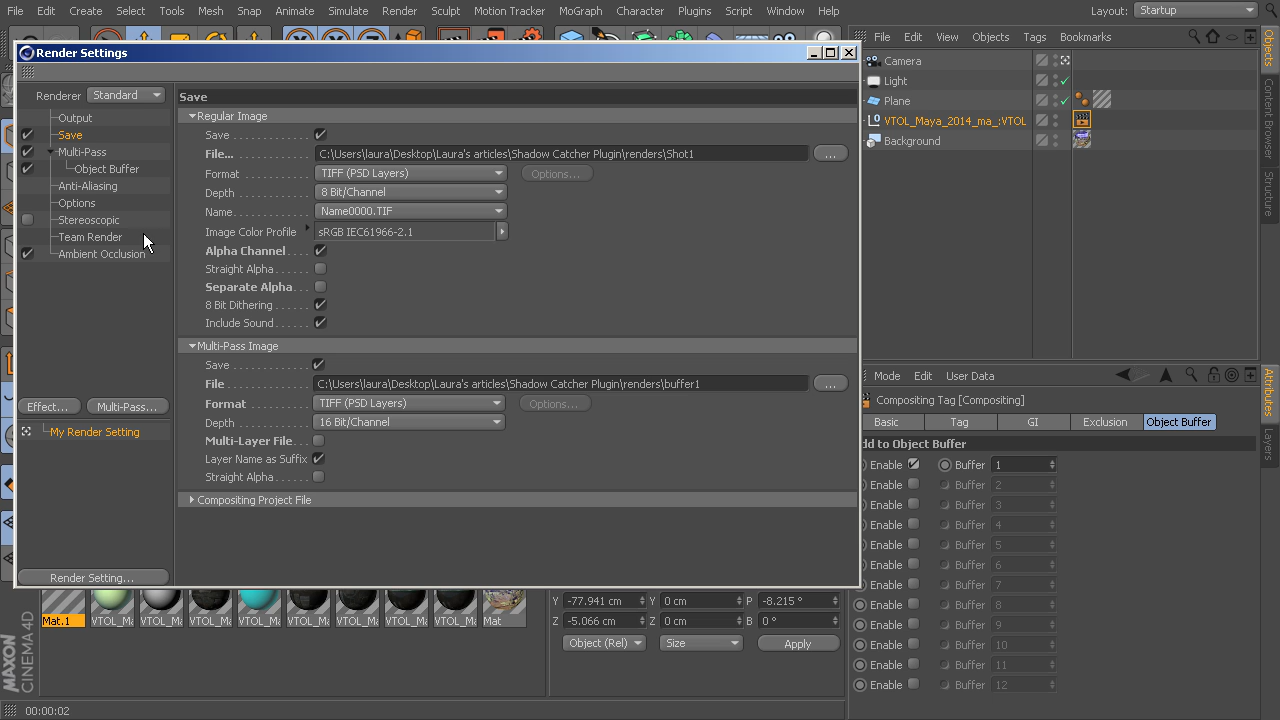 File Edit Create Select Tools Mesh Snap Animate Simulate Render Sculpt Motion Tracker MoGraph Character Plugins Script Window Help Layout: Startup
Render Settings
Renderer Standard
Output
Save
Multi-Pass
Object Buffer
Anti-Aliasing
Options
Stereoscopic
Team Render
Ambient Occlusion
Effect... Multi-Pass...
My Render Setting
Render Setting...
Save
Regular Image
Save
File... C:\Users\laura\Desktop\Laura's articles\Shadow Catcher Plugin\renders\Shot1 ...
Format TIFF (PSD Layers) Options...
Depth 8 Bit/Channel
Name Name0000.TIF
Image Color Profile sRGB IEC61966-2.1
Alpha Channel
Straight Alpha
Separate Alpha
8 Bit Dithering
Include Sound
Multi-Pass Image
Save
File C:\Users\laura\Desktop\Laura's articles\Shadow Catcher Plugin\renders\buffer1 ...
Format TIFF (PSD Layers) Options...
Depth 16 Bit/Channel
Multi-Layer File
Layer Name as Suffix
Straight Alpha
Compositing Project File
File Edit View Objects Tags Bookmarks
Camera
Light
Plane
VTOL_Maya_2014_ma_:VTOL
Background
Objects
Content Browser
Structure
Mode Edit User Data
Compositing Tag [Compositing]
Basic Tag GI Exclusion Object Buffer
dd to Object Buffer
Enable Buffer 1
Enable Buffer 2
Enable Buffer 3
Enable Buffer 4
Enable Buffer 5
Enable Buffer 6
Enable Buffer 7
Enable Buffer 8
Enable Buffer 9
Enable Buffer 10
Enable Buffer 11
Enable Buffer 12
Attributes
Layers
Mat.1 VTOL_Ma VTOL_Ma VTOL_Ma VTOL_Ma VTOL_Ma VTOL_Ma VTOL_Ma VTOL_Ma Mat
Y -77.941 cm Y 0 cm P -8.215 °
Z -5.066 cm Z 0 cm B 0 °
Object (Rel) Size Apply
MAXON
CINEMA4D
00:00:02